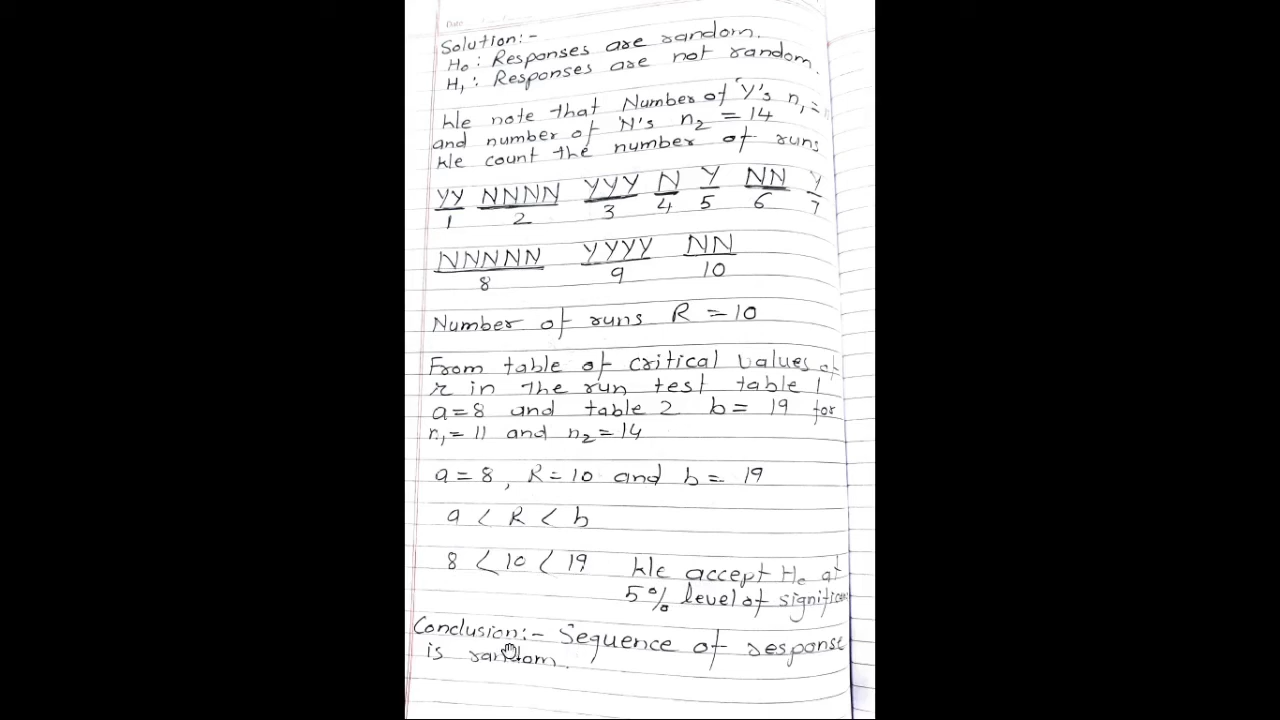 Date
Solution:-
H₀: Responses are random.
H₁: Responses are not random.
We note that Number of Y's n₁ =
and number of N's n₂ = 14
We count the number of runs
YY NNNN YYY N Y NN Y
1 2 3 4 5 6 7
NNNNN YYYY NN
8 9 10
Number of runs R = 10
From table of critical values of
r in the run test table 1
a=8 and table 2 b= 19 for
n₁= 11 and n₂=14
a = 8, R=10 and b = 19
a < R < b
8 < 10 < 19 We accept H₀ at
5% level of
Conclusion:- Sequence of response
is random.